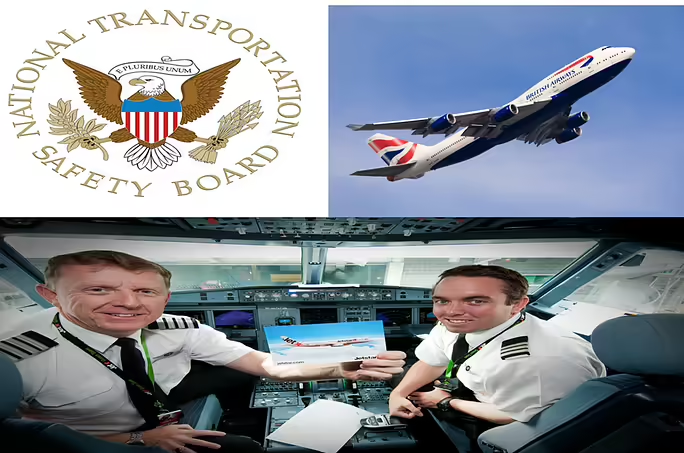 NATIONAL TRANSPORTATION
SAFETY BOARD
E PLURIBUS UNUM
BRITISH AIRWAYS
Jetstar